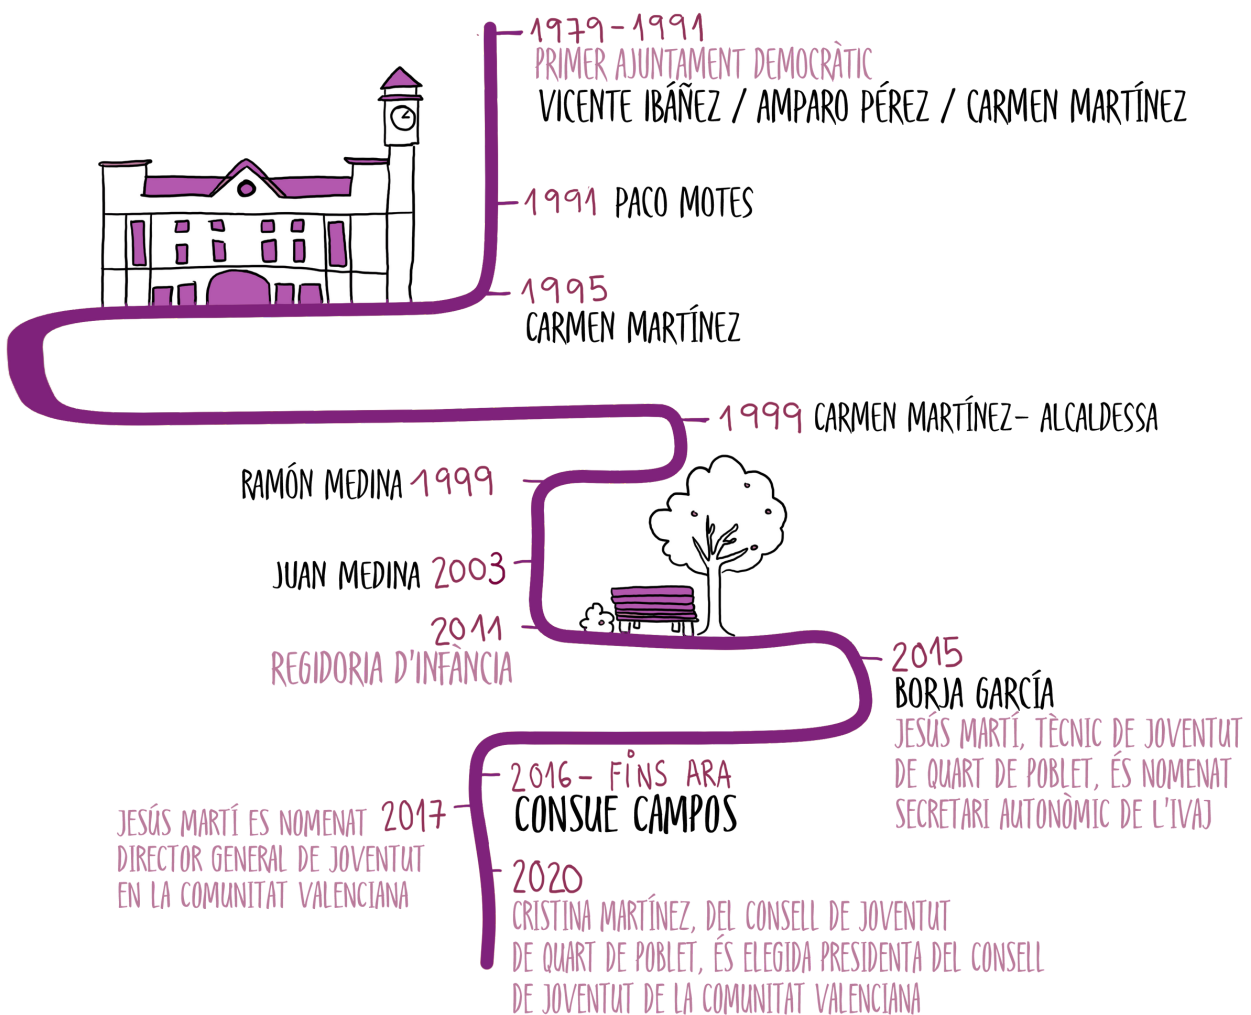 1979-1991
PRIMER AJUNTAMENT DEMOCRÀTIC
VICENTE IBÁÑEZ / AMPARO PÉREZ / CARMEN MARTÍNEZ
1991 PACO MOTES
1995
CARMEN MARTÍNEZ
1999 CARMEN MARTÍNEZ- ALCALDESSA
RAMÓN MEDINA 1999
JUAN MEDINA 2003
2011
REGIDORIA D'INFÀNCIA
2015
BORJA GARCÍA
JESÚS MARTÍ, TÈCNIC DE JOVENTUT
DE QUART DE POBLET, ÉS NOMENAT
SECRETARI AUTONÒMIC DE L'IVAJ
2016- FINS ARA
CONSUE CAMPOS
JESÚS MARTÍ ES NOMENAT 2017
DIRECTOR GENERAL DE JOVENTUT
EN LA COMUNITAT VALENCIANA
2020
CRISTINA MARTÍNEZ, DEL CONSELL DE JOVENTUT
DE QUART DE POBLET, ÉS ELEGIDA PRESIDENTA DEL CONSELL
DE JOVENTUT DE LA COMUNITAT VALENCIANA